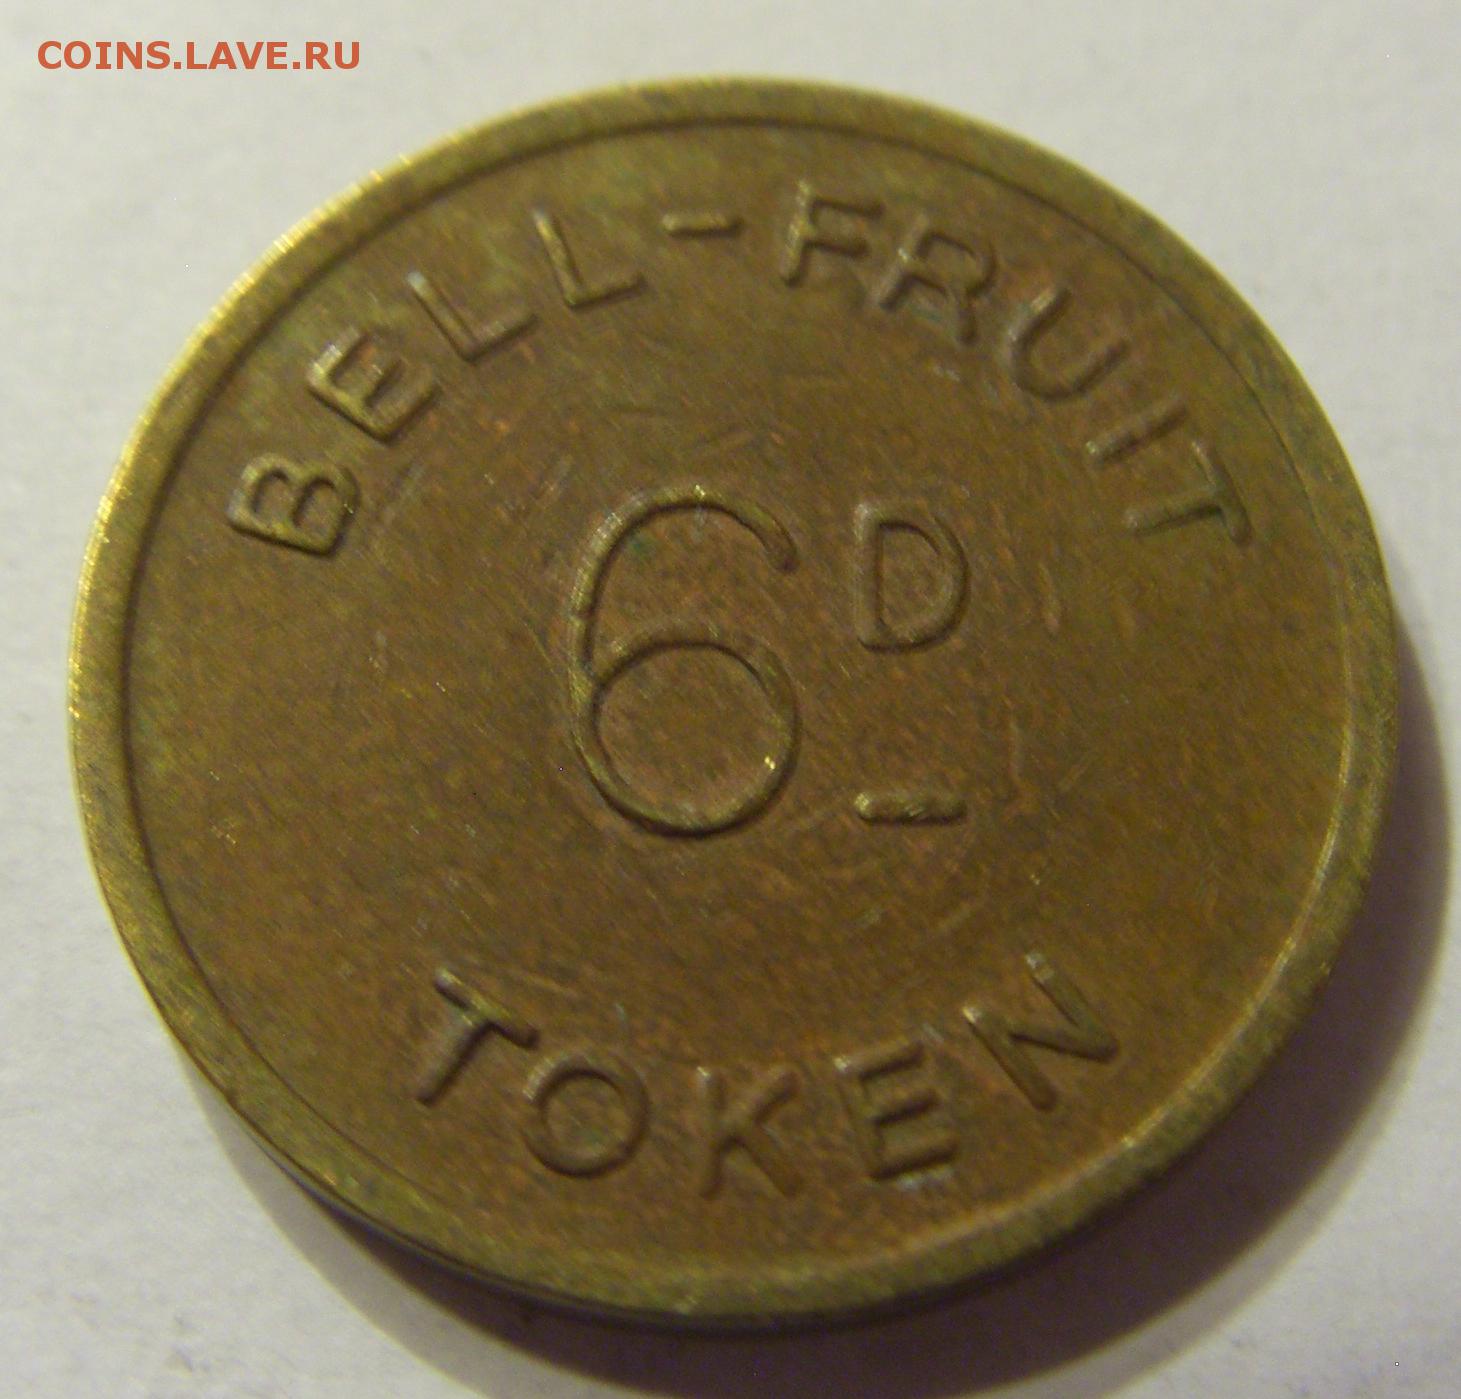 COINS.LAVE.RU
BELL-FRUIT
6D
-
TOKEN